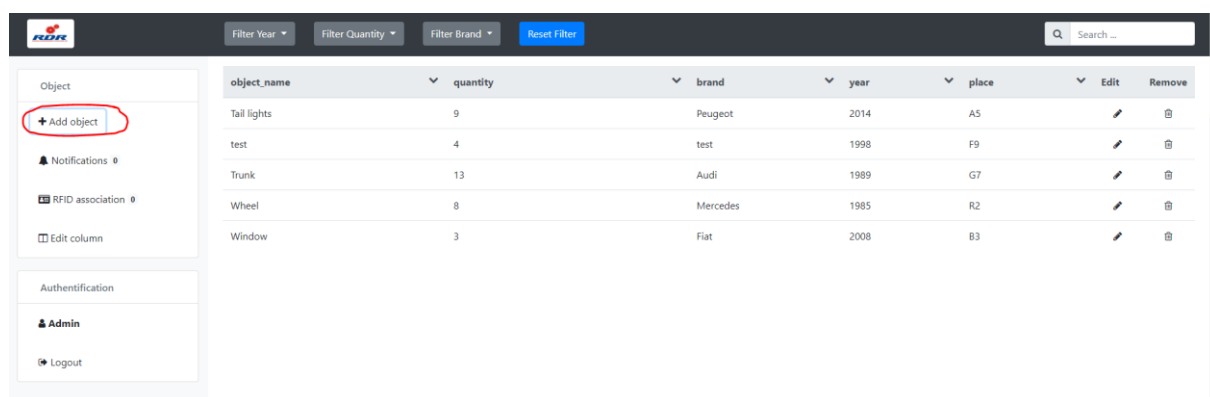 RDR
Filter Year Filter Quantity Filter Brand Reset Filter Search ...
Object
Add object
Notifications 0
RFID association 0
Edit column
Authentification
Admin
Logout
object_name quantity brand year place Edit Remove
Tail lights 9 Peugeot 2014 A5
test 4 test 1998 F9
Trunk 13 Audi 1989 G7
Wheel 8 Mercedes 1985 R2
Window 3 Fiat 2008 B3